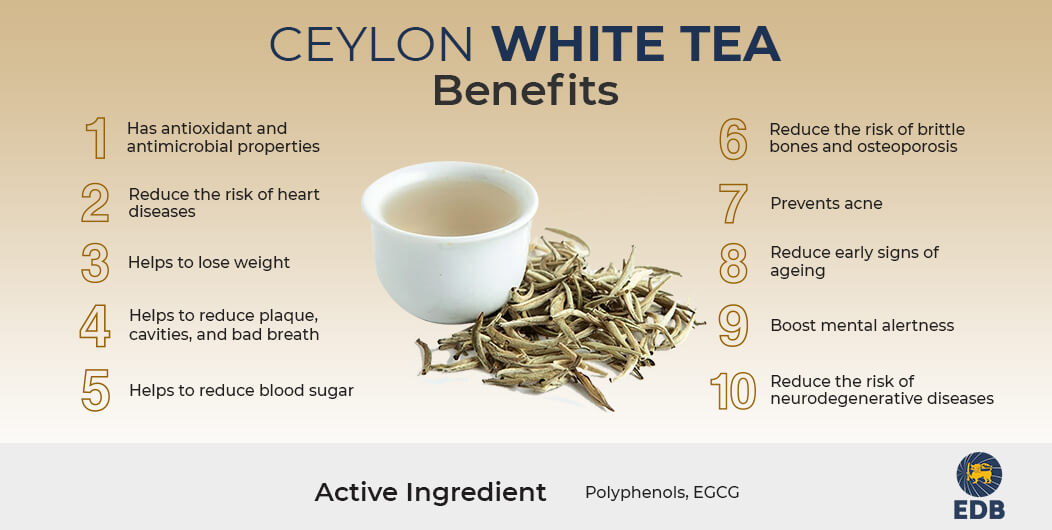 CEYLON WHITE TEA
Benefits
1
Has antioxidant and
antimicrobial properties
2
Reduce the risk of heart
diseases
3
Helps to lose weight
4
Helps to reduce plaque,
cavities, and bad breath
5
Helps to reduce blood sugar
6
Reduce the risk of brittle
bones and osteoporosis
7
Prevents acne
8
Reduce early signs of
ageing
9
Boost mental alertness
10
Reduce the risk of
neurodegenerative diseases
Active Ingredient
Polyphenols, EGCG
EDB